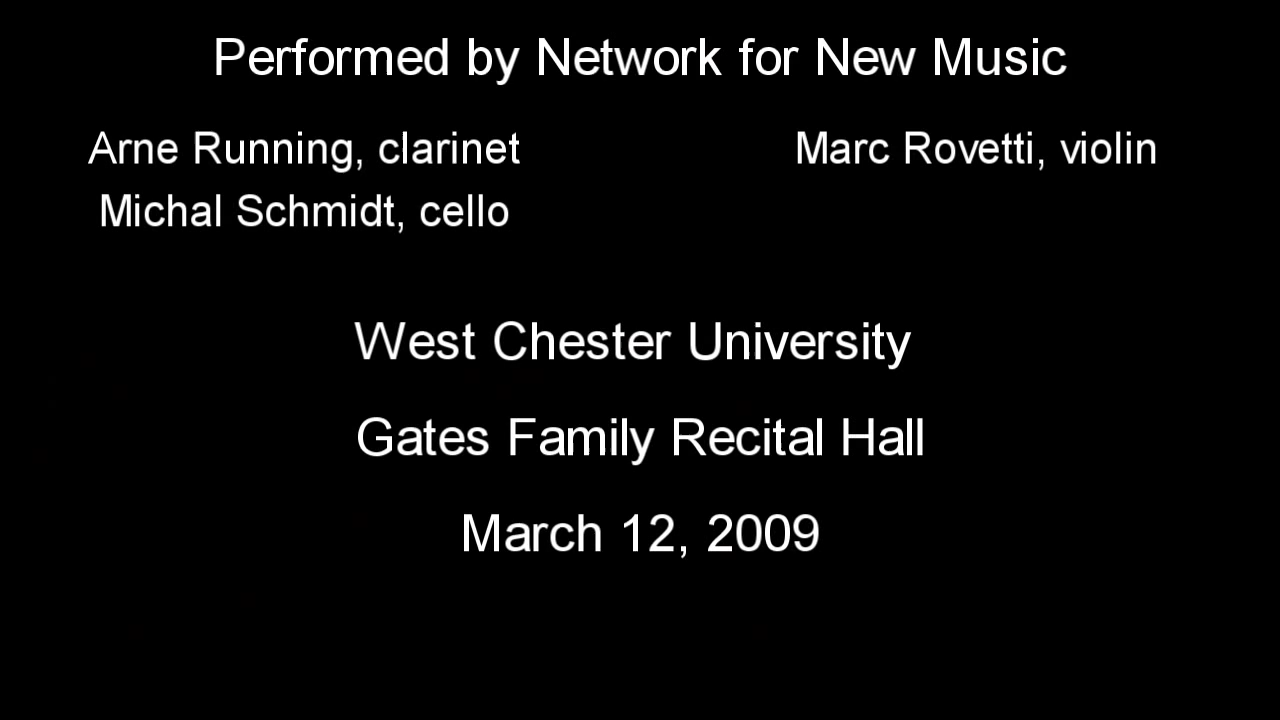 Performed by Network for New Music
Arne Running, clarinet
Marc Rovetti, violin
Michal Schmidt, cello
West Chester University
Gates Family Recital Hall
March 12, 2009